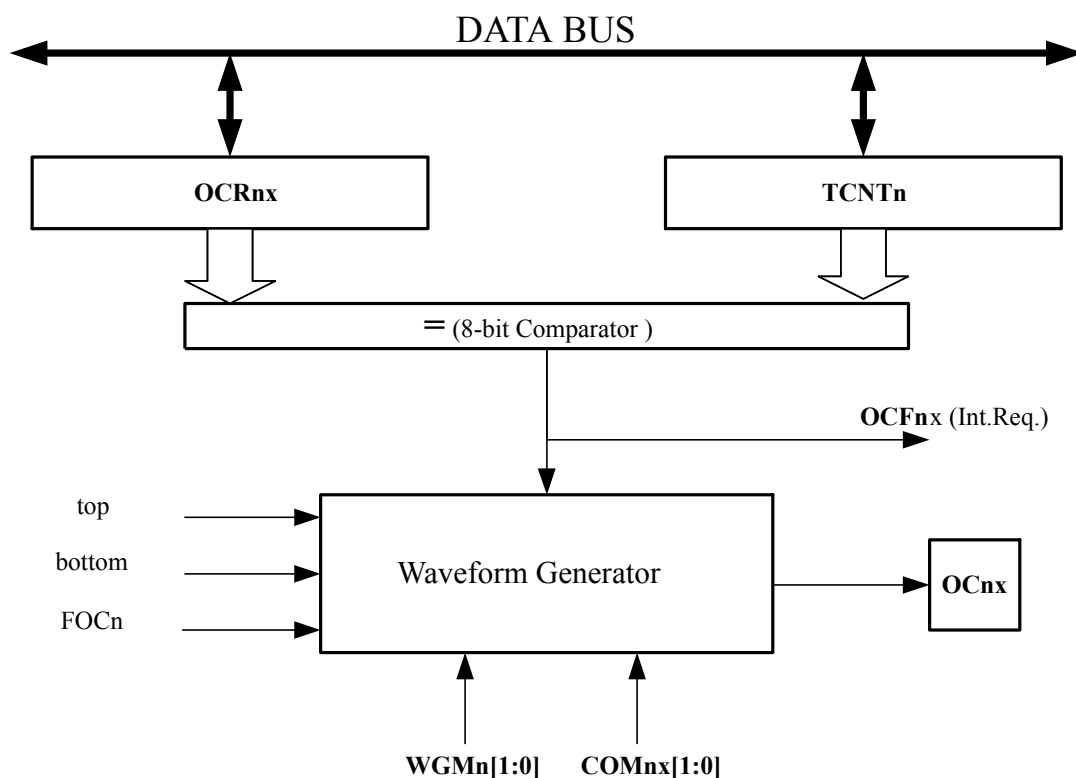 DATA BUS
OCRnx
TCNTn
= (8-bit Comparator )
OCFnx (Int.Req.)
top
bottom
FOCn
Waveform Generator
OCnx
WGMn[1:0]
COMnx[1:0]